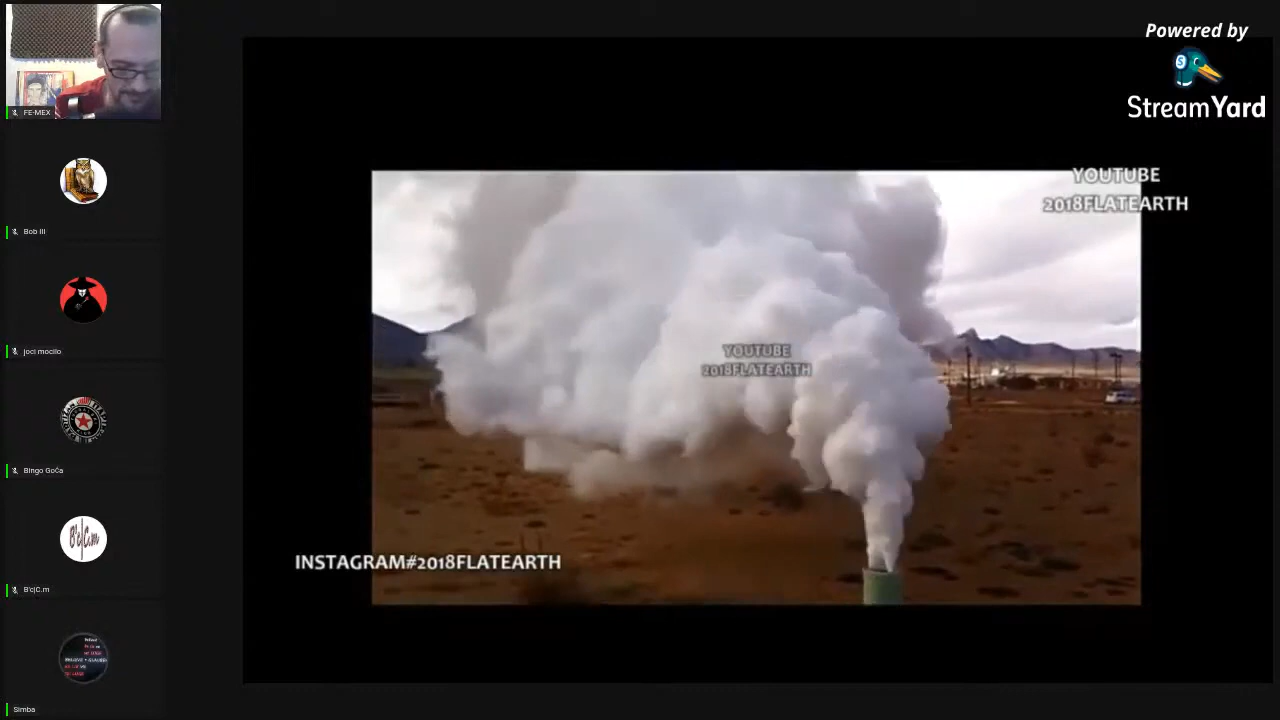 Powered by
StreamYard
FE-MEX
Bob III
joci mocilo
Bingo Goča
B'c|C.m
Simba
YOUTUBE
2018FLATEARTH
YOUTUBE
2018FLATEARTH
INSTAGRAM#2018FLATEARTH